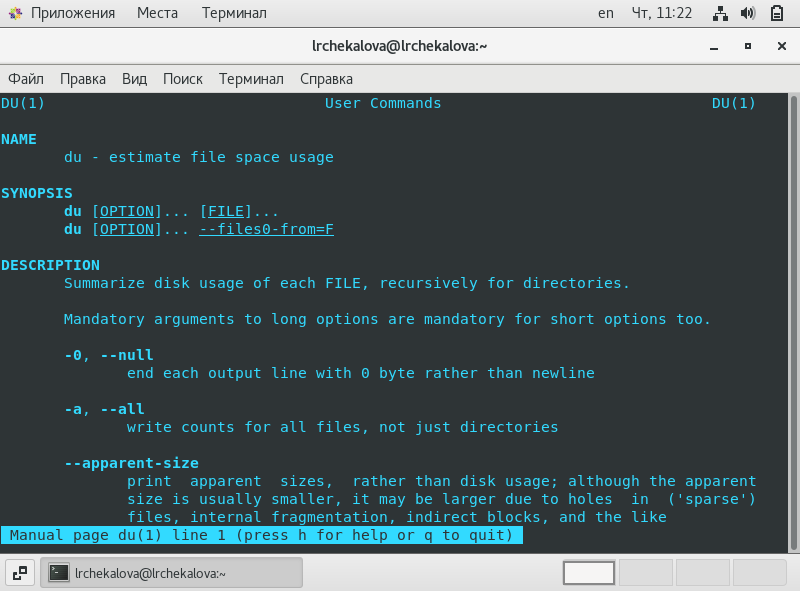 Приложения Места Терминал en Чт, 11:22
lrchekalova@lrchekalova:~
Файл Правка Вид Поиск Терминал Справка
DU(1) User Commands DU(1)
NAME
du - estimate file space usage
SYNOPSIS
du [OPTION]... [FILE]...
du [OPTION]... --files0-from=F
DESCRIPTION
Summarize disk usage of each FILE, recursively for directories.
Mandatory arguments to long options are mandatory for short options too.
-0, --null
end each output line with 0 byte rather than newline
-a, --all
write counts for all files, not just directories
--apparent-size
print  apparent  sizes,  rather than disk usage; although the apparent
size is usually smaller, it may be larger due to holes  in  ('sparse')
files, internal fragmentation, indirect blocks, and the like
Manual page du(1) line 1 (press h for help or q to quit)
lrchekalova@lrchekalova:~